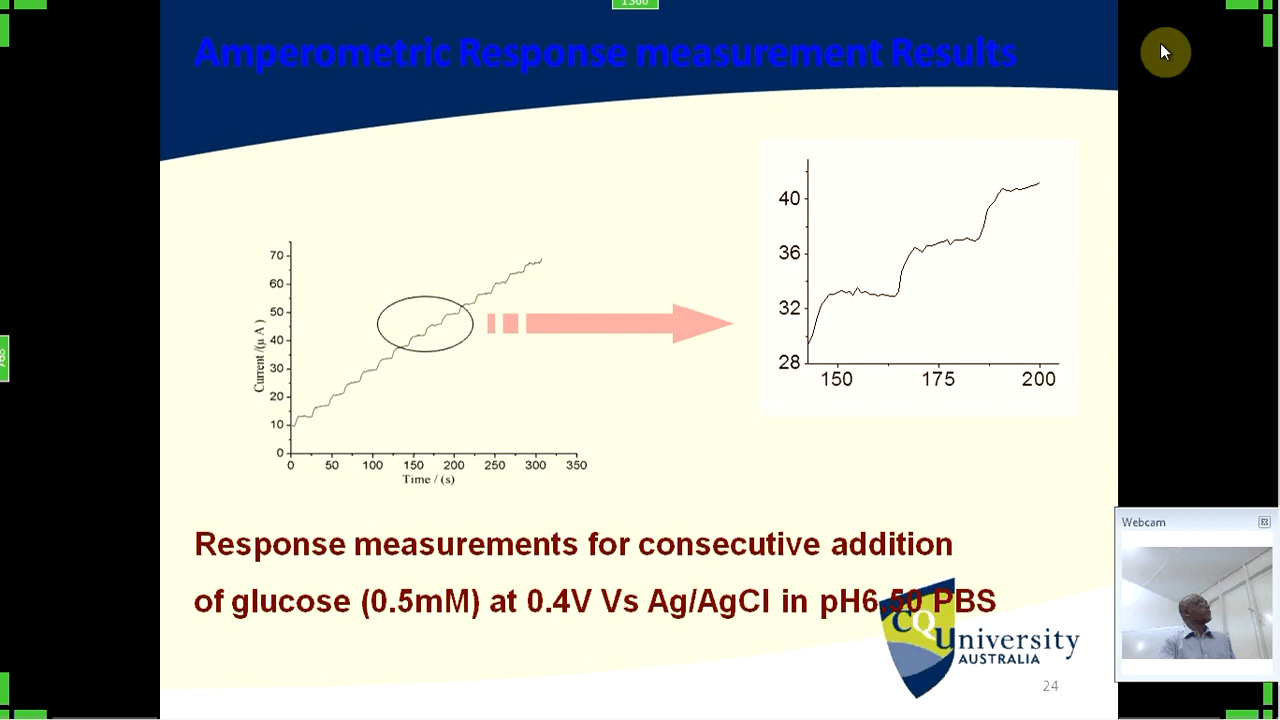 1366
Amperometric Response measurement Results
40
36
32
28
150 175 200
70
60
50
40
30
20
10
0
Current /(μ A )
0 50 100 150 200 250 300 350
Time / (s)
Response measurements for consecutive addition
of glucose (0.5mM) at 0.4V Vs Ag/AgCl in pH6.50 PBS
CQUniversity
AUSTRALIA
24
Webcam